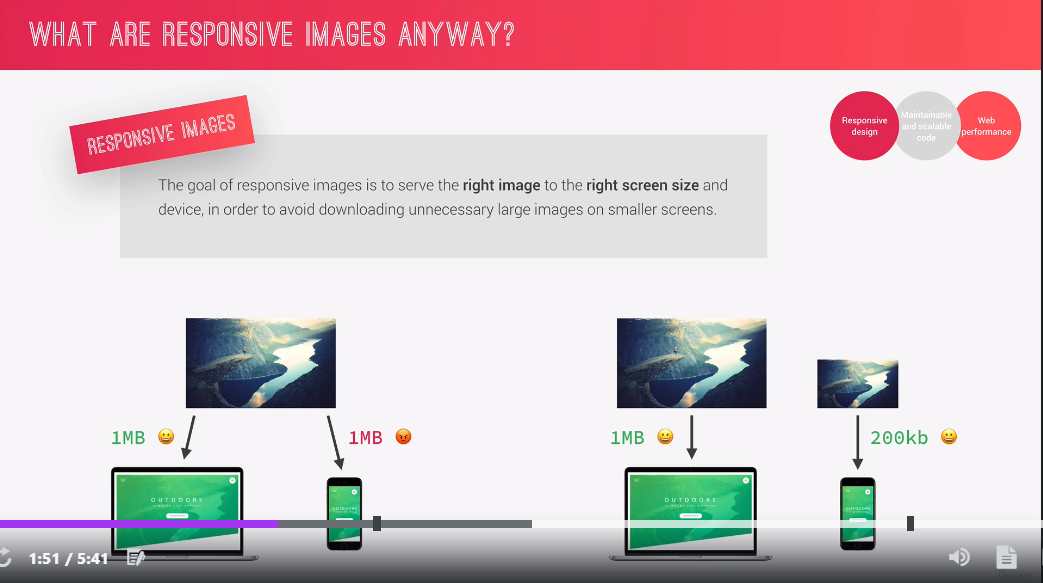 WHAT ARE RESPONSIVE IMAGES ANYWAY?
RESPONSIVE IMAGES
Responsive
design
Maintainable
and scalable
code
Web
performance
The goal of responsive images is to serve the right image to the right screen size and
device, in order to avoid downloading unnecessary large images on smaller screens.
1MB
1MB
1MB
200kb
OUTDOORS
OUTDOORS
1:51 / 5:41